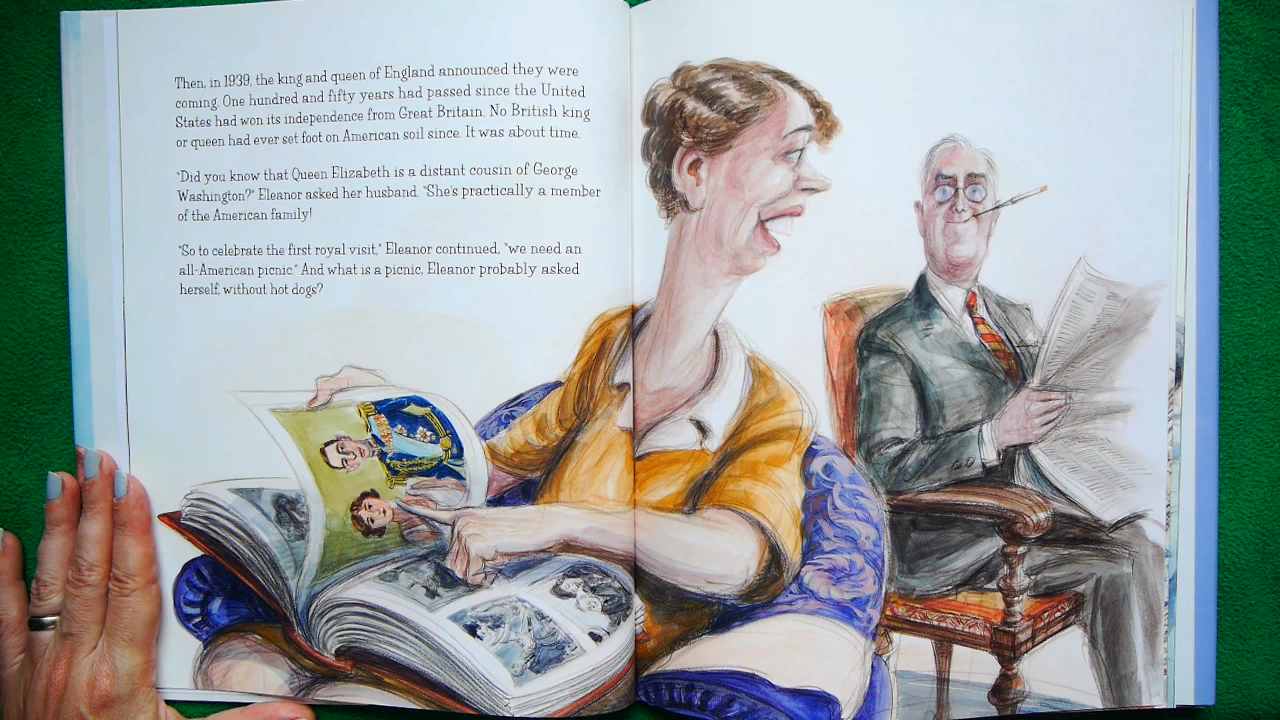 Then, in 1939, the king and queen of England announced they were
coming. One hundred and fifty years had passed since the United
States had won its independence from Great Britain. No British king
or queen had ever set foot on American soil since. It was about time.
"Did you know that Queen Elizabeth is a distant cousin of George
Washington?" Eleanor asked her husband. "She's practically a member
of the American family!
"So to celebrate the first royal visit," Eleanor continued, "we need an
all-American picnic." And what is a picnic, Eleanor probably asked
herself, without hot dogs?